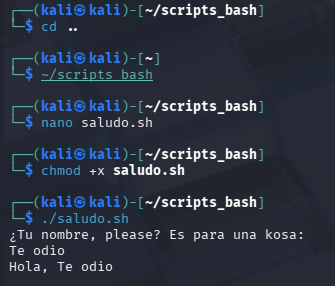 ┌──(kali㉿kali)-[~/scripts_bash]
└─$ cd ..
┌──(kali㉿kali)-[~]
└─$ ~/scripts_bash
┌──(kali㉿kali)-[~/scripts_bash]
└─$ nano saludo.sh
┌──(kali㉿kali)-[~/scripts_bash]
└─$ chmod +x saludo.sh
┌──(kali㉿kali)-[~/scripts_bash]
└─$ ./saludo.sh
¿Tu nombre, please? Es para una kosa:
Te odio
Hola, Te odio